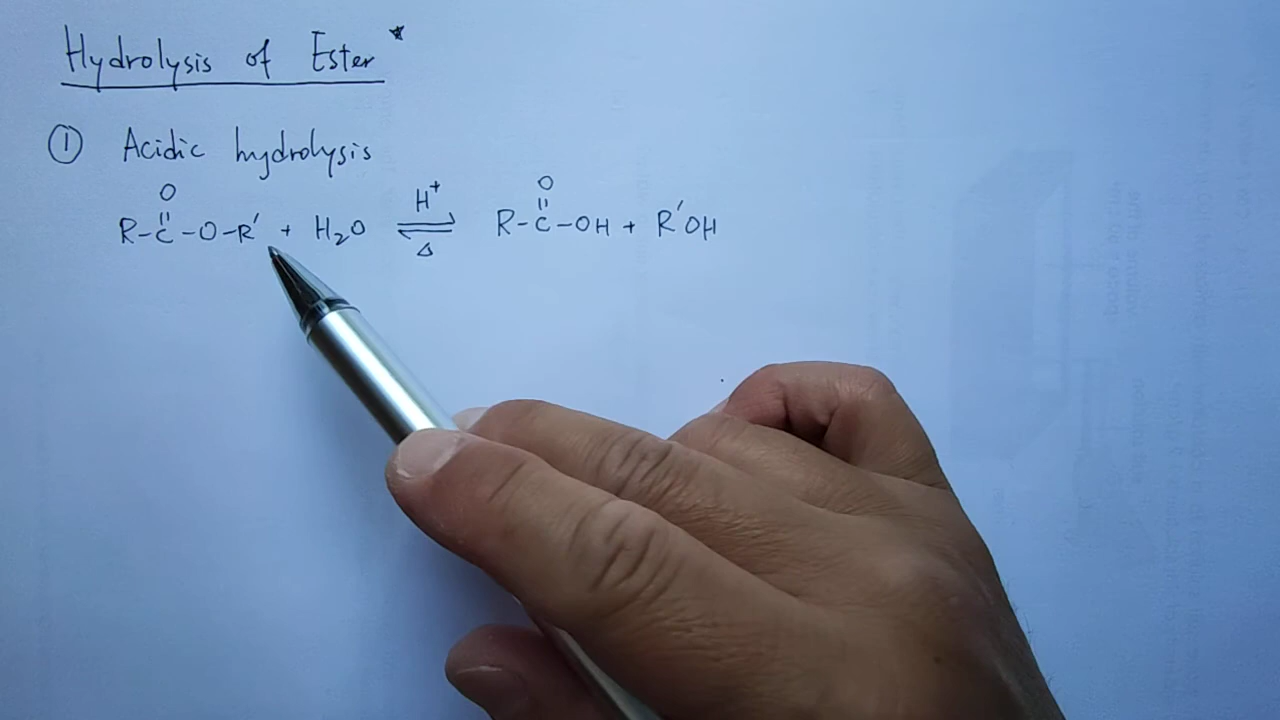 Hydrolysis of Ester *
① Acidic hydrolysis
O H⁺ O
R-C-O-R′ + H₂O ⇌ R-C-OH + R′OH
Δ